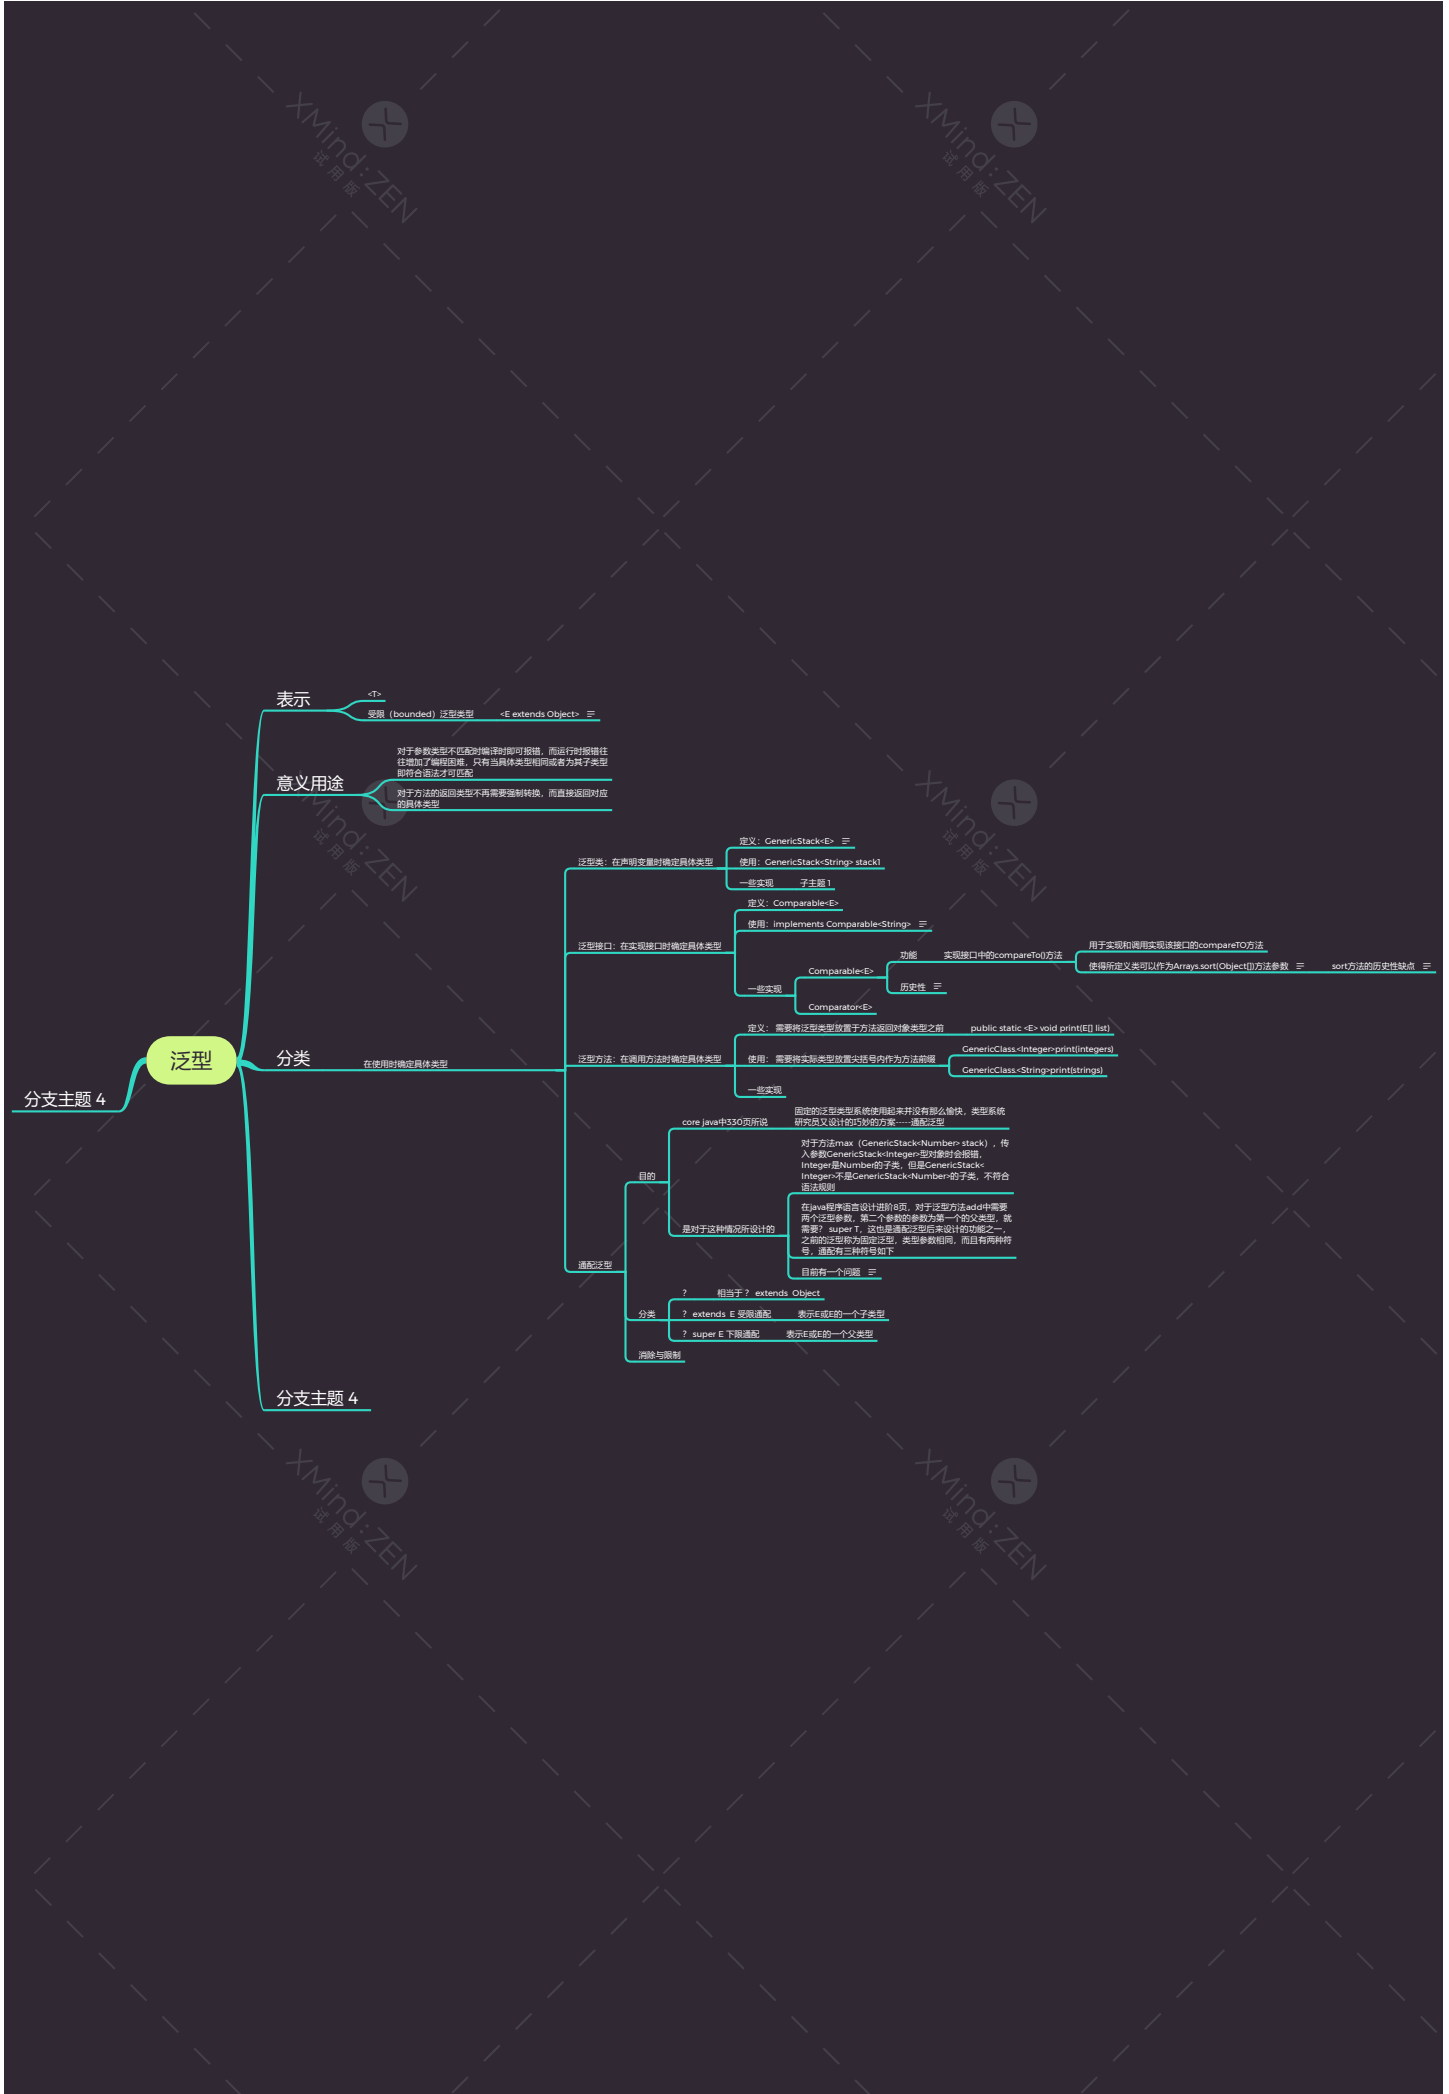 XMind:ZEN
试用版
XMind:ZEN
试用版
表示
<T>
受限（bounded）泛型类型
<E extends Object>
意义用途
对于参数类型不匹配时编译时即可报错，而运行时报错往
往增加了编程困难，只有当具体类型相同或者为其子类型
即符合语法才可匹配
对于方法的返回类型不再需要强制转换，而直接返回对应
的具体类型
XMind:ZEN
试用版
XMind:ZEN
试用版
泛型
分支主题 4
分类
在使用时确定具体类型
泛型类：在声明变量时确定具体类型
定义：GenericStack<E>
使用：GenericStack<String> stack1
一些实现
子主题 1
泛型接口：在实现接口时确定具体类型
定义：Comparable<E>
使用：implements Comparable<String>
一些实现
Comparable<E>
功能
实现接口中的compareTo()方法
用于实现和调用实现该接口的compareTO方法
使得所定义类可以作为Arrays.sort(Object[])方法参数
sort方法的历史性缺点
历史性
Comparator<E>
泛型方法：在调用方法时确定具体类型
定义： 需要将泛型类型放置于方法返回对象类型之前
public static <E> void print(E[] list)
使用： 需要将实际类型放置尖括号内作为方法前缀
GenericClass.<Integer>print(integers)
GenericClass.<String>print(strings)
一些实现
通配泛型
目的
core java中330页所说
固定的泛型类型系统使用起来并没有那么愉快，类型系统
研究员又设计的巧妙的方案-----通配泛型
是对于这种情况所设计的
对于方法max（GenericStack<Number> stack），传
入参数GenericStack<Integer>型对象时会报错，
Integer是Number的子类，但是GenericStack<
Integer>不是GenericStack<Number>的子类，不符合
语法规则
在java程序语言设计进阶8页，对于泛型方法add中需要
两个泛型参数，第二个参数的参数为第一个的父类型，就
需要？ super T，这也是通配泛型后来设计的功能之一，
之前的泛型称为固定泛型，类型参数相同，而且有两种符
号，通配有三种符号如下
目前有一个问题
分类
？
相当于 ？ extends Object
？ extends E 受限通配
表示E或E的一个子类型
？ super E 下限通配
表示E或E的一个父类型
消除与限制
分支主题 4
XMind:ZEN
试用版
XMind:ZEN
试用版